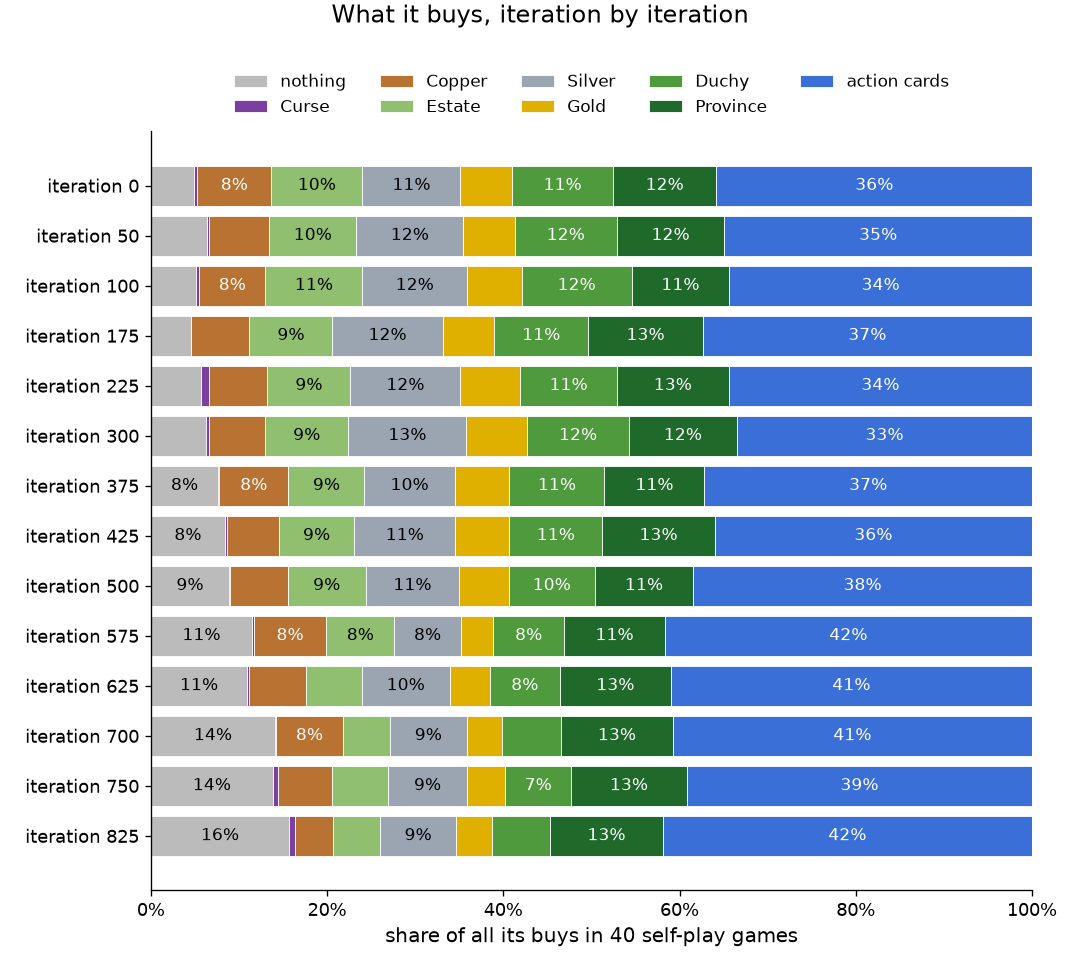 What it buys, iteration by iteration
nothing Copper Silver Duchy action cards
Curse Estate Gold Province
iteration 0 8% 10% 11% 11% 12% 36%
iteration 50 10% 12% 12% 12% 35%
iteration 100 8% 11% 12% 12% 11% 34%
iteration 175 9% 12% 11% 13% 37%
iteration 225 9% 12% 11% 13% 34%
iteration 300 9% 13% 12% 12% 33%
iteration 375 8% 8% 9% 10% 11% 11% 37%
iteration 425 8% 9% 11% 11% 13% 36%
iteration 500 9% 9% 11% 10% 11% 38%
iteration 575 11% 8% 8% 8% 8% 11% 42%
iteration 625 11% 10% 8% 13% 41%
iteration 700 14% 8% 9% 13% 41%
iteration 750 14% 9% 7% 13% 39%
iteration 825 16% 9% 13% 42%
0% 20% 40% 60% 80% 100%
share of all its buys in 40 self-play games